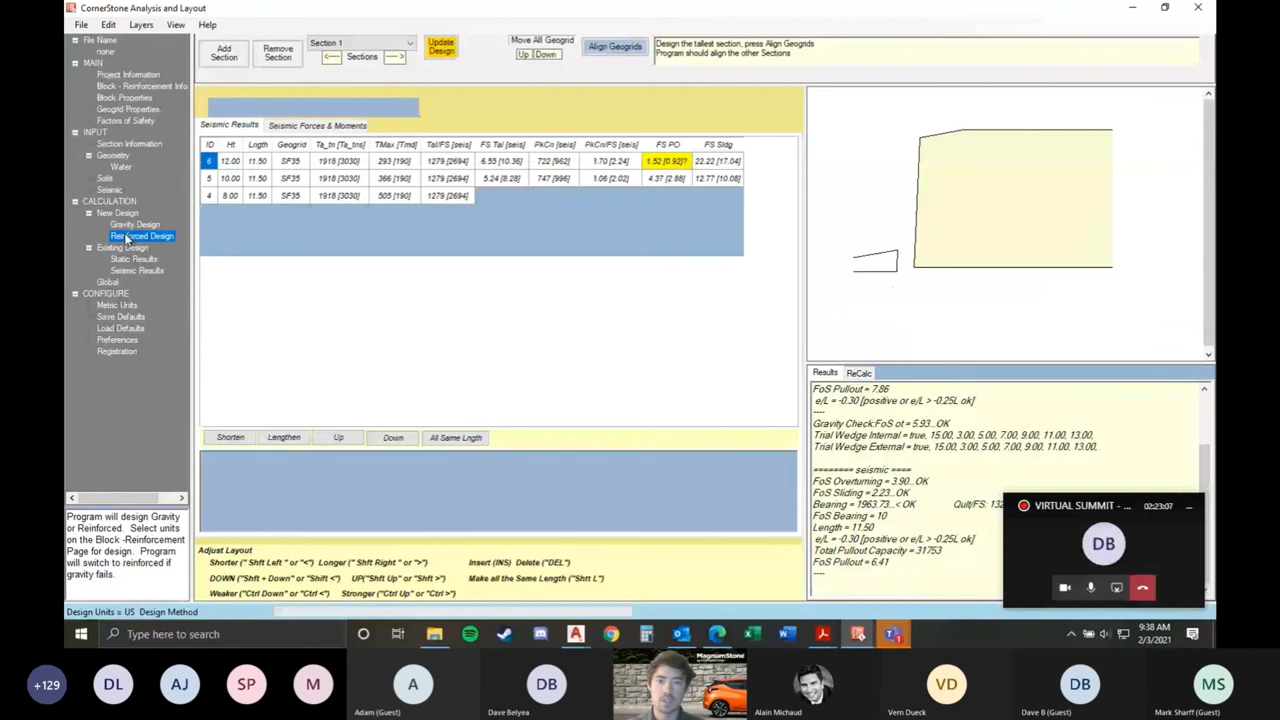 CornerStone Analysis and Layout
File Edit Layers View Help
File Name
none
MAIN
Project Information
Block - Reinforcement Info
Block Properties
Geogrid Properties
Factors of Safety
INPUT
Section Information
Geometry
Water
Soils
Seismic
CALCULATION
New Design
Gravity Design
Reinforced Design
Existing Design
Static Results
Seismic Results
Global
CONFIGURE
Metric Units
Save Defaults
Load Defaults
Preferences
Registration
Program will design Gravity
or Reinforced. Select units
on the Block -Reinforcement
Page for design. Program
will switch to reinforced if
gravity fails.
Design Units = US Design Method
Add
Section
Remove
Section
Section 1
<---- Sections ---->
Update
Design
Move All Geogrid
Up Down
Align Geogrids
Design the tallest section, press Align Geogrids
Program should align the other Sections
Seismic Results Seismic Forces & Moments
ID Ht Lngth Geogrid Ta_tn [Ta_tns] TMax [Tmd] Tal/FS [seis] FS Tal [seis] PkCn [seis] PkCn/FS [seis] FS PO FS Sldg
6 12.00 11.50 SF35 1918 [3030] 293 [190] 1279 [2694] 6.55 [10.36] 722 [962] 3.70 [2.24] 1.52 [0.92]? 22.22 [17.04]
5 10.00 11.50 SF35 1918 [3030] 366 [190] 1279 [2694] 5.24 [8.28] 747 [996] 3.06 [2.02] 4.37 [2.88] 12.77 [10.08]
4 8.00 11.50 SF35 1918 [3030] 505 [190] 1279 [2694]
Shorten Lengthen Up Down All Same Lngth
Adjust Layout
Shorter (" Shft Left " or "<") Longer (" Shft Right " or ">") Insert (INS) Delete ("DEL")
DOWN (Shft + Down" or "Shift <") UP("Shft Up" or "Shft >") Make all the Same Length ("Shrt L")
Weaker ("Ctrl Down" or "Ctrl <") Stronger ("Ctrl Up" or "Ctrl >")
Results ReCalc
FoS Pullout = 7.86
e/L = -0.30 [positive or e/L > -0.25L ok]
----
Gravity Check:FoS ot = 5.93...OK
Trial Wedge Internal = true, 15.00, 3.00, 5.00, 7.00, 9.00, 11.00, 13.00,
Trial Wedge External = true, 15.00, 3.00, 5.00, 7.00, 9.00, 11.00, 13.00,
======== seismic ====
FoS Overturning = 3.90...OK
FoS Sliding = 2.23...OK
Bearing = 1963.73...< OK Qult/FS: 132
FoS Bearing = 10
Length = 11.50
e/L = -0.30 [positive or e/L > -0.25L ok]
Total Pullout Capacity = 31753
FoS Pullout = 6.41
----
VIRTUAL SUMMIT - ... 02:23:07
DB
Type here to search
9:38 AM
2/3/2021
+129 DL AJ SP M A DB VD DB MS
MagnumStone
Adam (Guest) Dave Belyea Alain Michaud Vern Dueck Dave B (Guest) Mark Sharff (Guest)